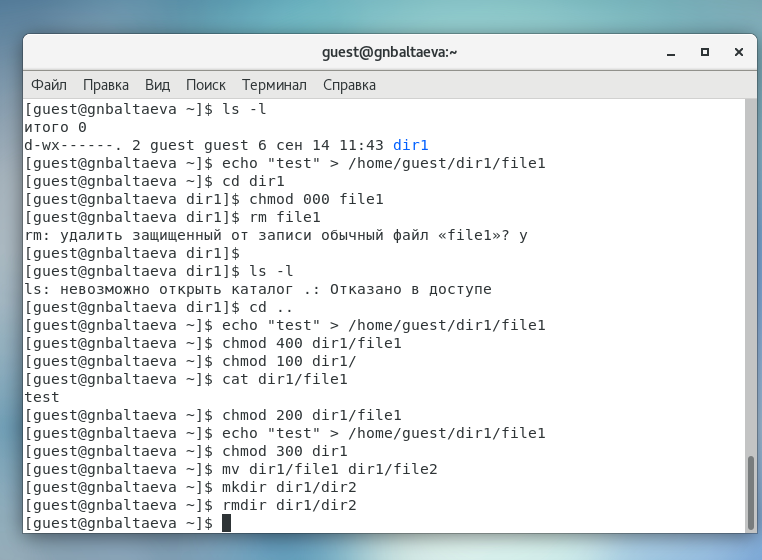 guest@gnbaltaeva:~
Файл Правка Вид Поиск Терминал Справка
[guest@gnbaltaeva ~]$ ls -l
итого 0
d-wx------. 2 guest guest 6 сен 14 11:43 dir1
[guest@gnbaltaeva ~]$ echo "test" > /home/guest/dir1/file1
[guest@gnbaltaeva ~]$ cd dir1
[guest@gnbaltaeva dir1]$ chmod 000 file1
[guest@gnbaltaeva dir1]$ rm file1
rm: удалить защищенный от записи обычный файл «file1»? y
[guest@gnbaltaeva dir1]$
[guest@gnbaltaeva dir1]$ ls -l
ls: невозможно открыть каталог .: Отказано в доступе
[guest@gnbaltaeva dir1]$ cd ..
[guest@gnbaltaeva ~]$ echo "test" > /home/guest/dir1/file1
[guest@gnbaltaeva ~]$ chmod 400 dir1/file1
[guest@gnbaltaeva ~]$ chmod 100 dir1/
[guest@gnbaltaeva ~]$ cat dir1/file1
test
[guest@gnbaltaeva ~]$ chmod 200 dir1/file1
[guest@gnbaltaeva ~]$ echo "test" > /home/guest/dir1/file1
[guest@gnbaltaeva ~]$ chmod 300 dir1
[guest@gnbaltaeva ~]$ mv dir1/file1 dir1/file2
[guest@gnbaltaeva ~]$ mkdir dir1/dir2
[guest@gnbaltaeva ~]$ rmdir dir1/dir2
[guest@gnbaltaeva ~]$